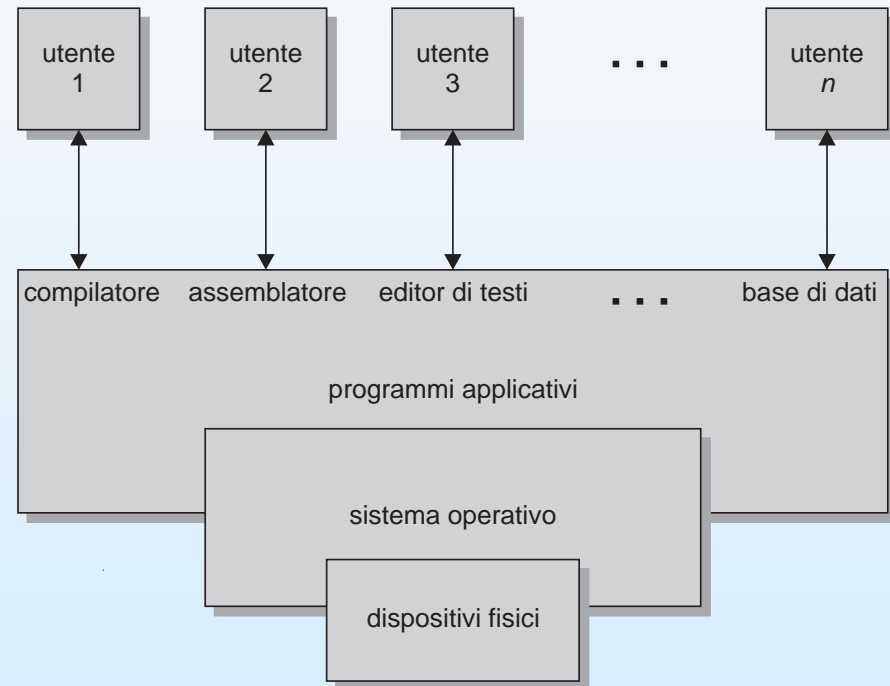 utente
1
utente
2
utente
3
. . .
utente
n
compilatore
assemblatore
editor di testi
. . .
base di dati
programmi applicativi
sistema operativo
dispositivi fisici